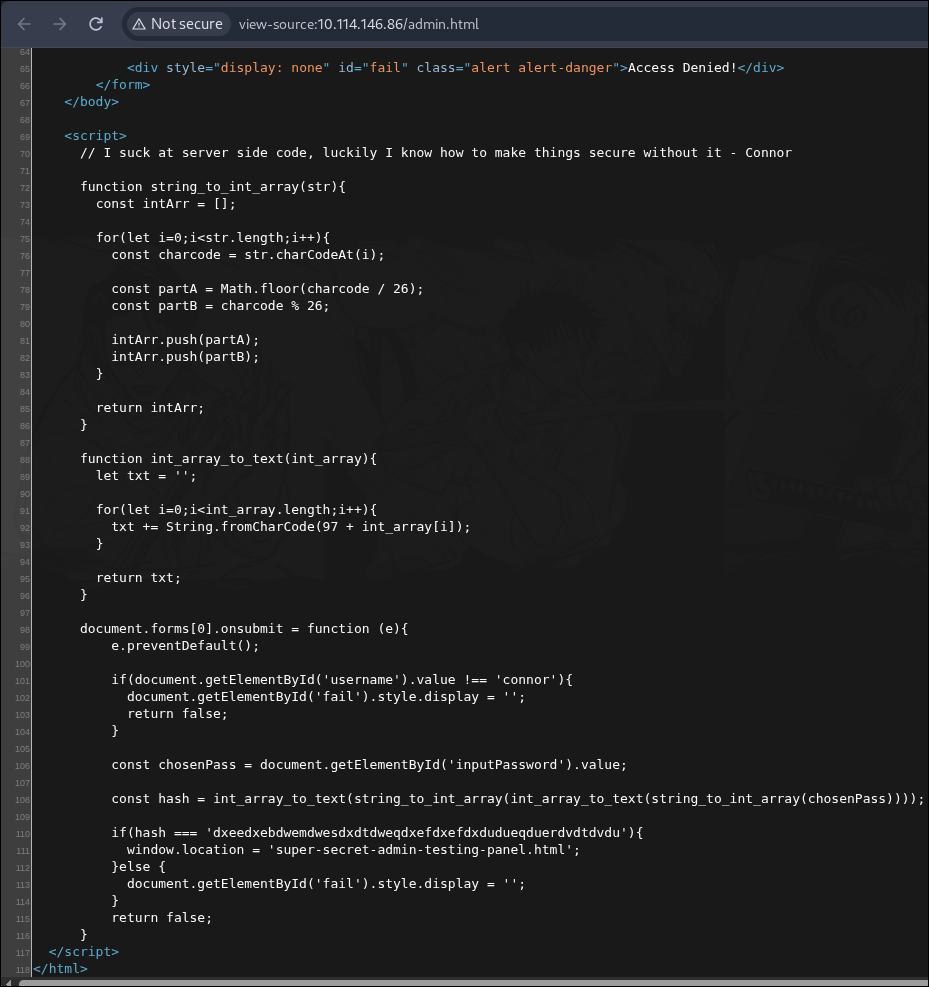 Not secure view-source:10.114.146.86/admin.html
64
65 <div style="display: none" id="fail" class="alert alert-danger">Access Denied!</div>
66 </form>
67 </body>
68
69 <script>
70 // I suck at server side code, luckily I know how to make things secure without it - Connor
71
72 function string_to_int_array(str){
73 const intArr = [];
74
75 for(let i=0;i<str.length;i++){
76 const charcode = str.charCodeAt(i);
77
78 const partA = Math.floor(charcode / 26);
79 const partB = charcode % 26;
80
81 intArr.push(partA);
82 intArr.push(partB);
83 }
84
85 return intArr;
86 }
87
88 function int_array_to_text(int_array){
89 let txt = '';
90
91 for(let i=0;i<int_array.length;i++){
92 txt += String.fromCharCode(97 + int_array[i]);
93 }
94
95 return txt;
96 }
97
98 document.forms[0].onsubmit = function (e){
99 e.preventDefault();
100
101 if(document.getElementById('username').value !== 'connor'){
102 document.getElementById('fail').style.display = '';
103 return false;
104 }
105
106 const chosenPass = document.getElementById('inputPassword').value;
107
108 const hash = int_array_to_text(string_to_int_array(int_array_to_text(string_to_int_array(chosenPass))));
109
110 if(hash === 'dxeedxebdwemdwesdxdtdweqdxefdxefdxdudueqduerdvdtdvdu'){
111 window.location = 'super-secret-admin-testing-panel.html';
112 }else {
113 document.getElementById('fail').style.display = '';
114 }
115 return false;
116 }
117 </script>
118 </html>